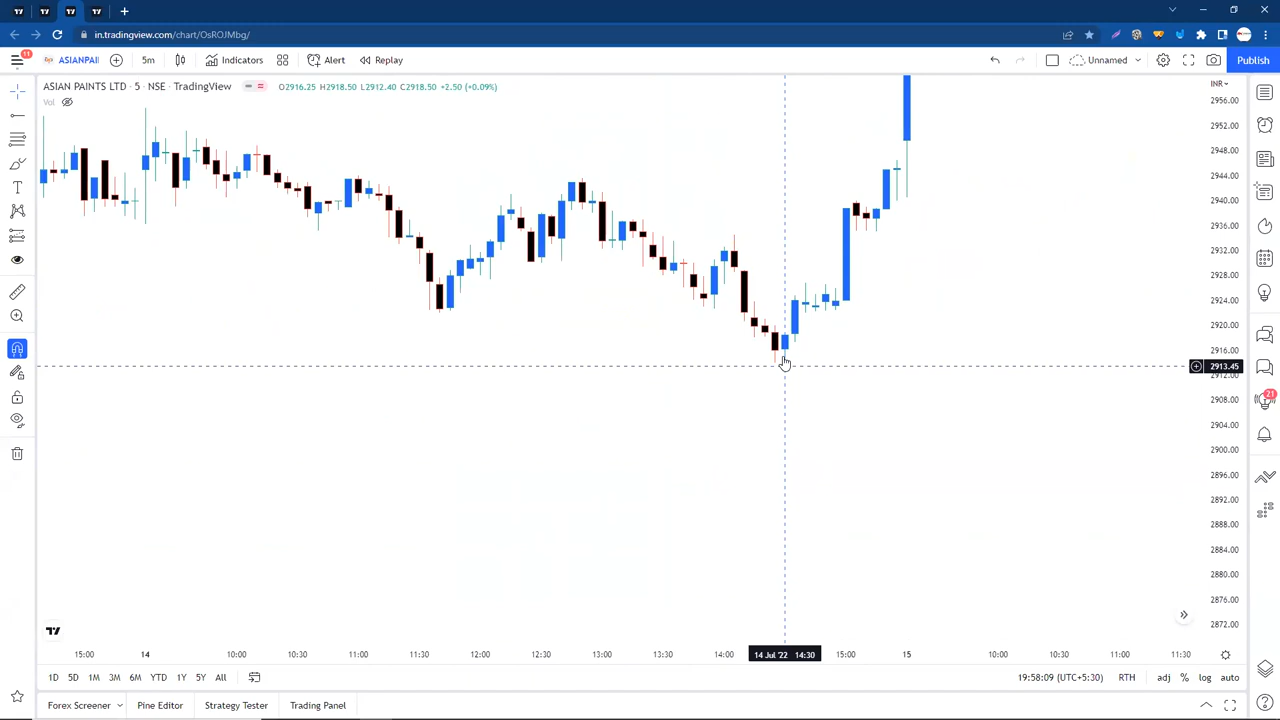 in.tradingview.com/chart/OsROJMbg/
11
ASIANPAI
5m
Indicators
Alert
Replay
Unnamed
Publish
ASIAN PAINTS LTD · 5 · NSE · TradingView
O2916.25 H2918.50 L2912.40 C2918.50 +2.50 (+0.09%)
INR
Vol
2956.00
2952.00
2948.00
2944.00
2940.00
2936.00
2932.00
2928.00
2924.00
2920.00
2916.00
2913.45
2912.00
2908.00
2904.00
2900.00
2896.00
2892.00
2888.00
2884.00
2880.00
2876.00
2872.00
21
15:00
14
10:00
10:30
11:00
11:30
12:00
12:30
13:00
13:30
14:00
14 Jul '22 14:30
15:00
15
10:00
10:30
11:00
11:30
1D 5D 1M 3M 6M YTD 1Y 5Y All
19:58:09 (UTC+5:30)
RTH
adj % log auto
Forex Screener
Pine Editor
Strategy Tester
Trading Panel